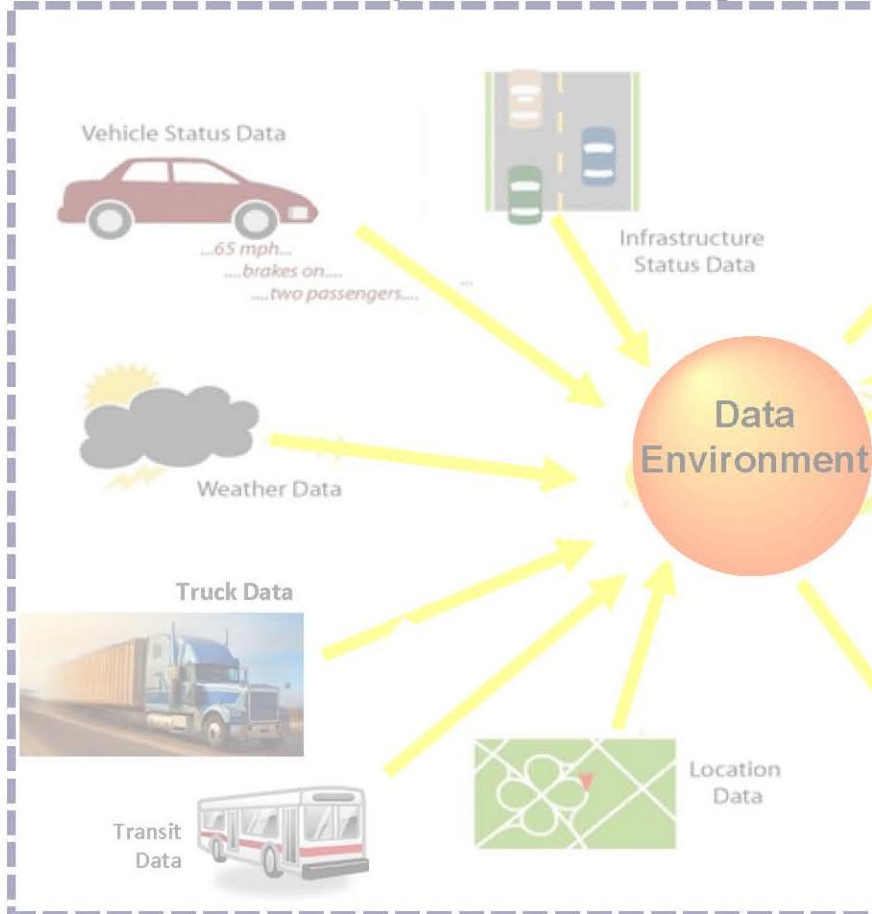 Vehicle Status Data
...65 mph...
....brakes on....
....two passengers....
...
Infrastructure
Status Data
Data
Environment
Weather Data
Truck Data
Location
Data
Transit
Data